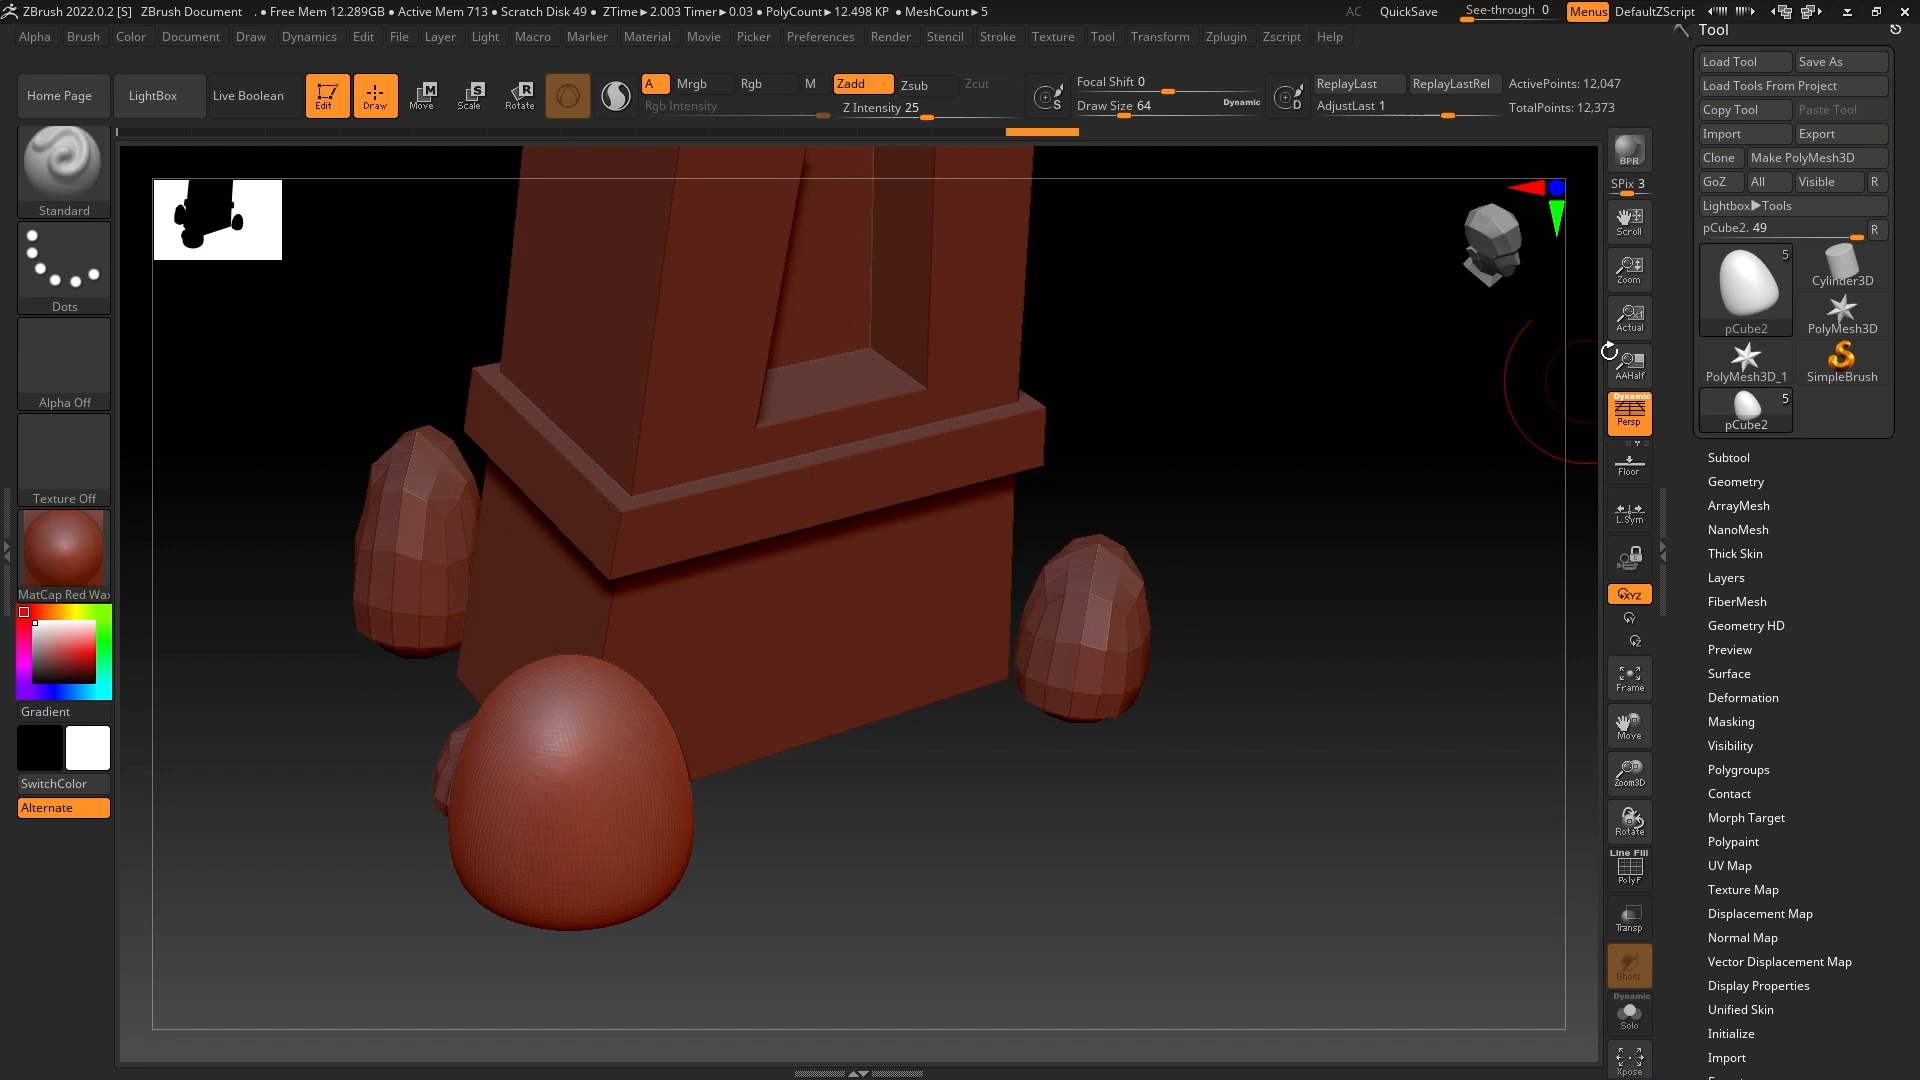 ZBrush 2022.0.2 [S] ZBrush Document . • Free Mem 12.289GB • Active Mem 713 • Scratch Disk 49 • ZTime►2.003 Timer►0.03 • PolyCount►12.498 KP • MeshCount►5 AC QuickSave See-through 0 Menus DefaultZScript
Alpha Brush Color Document Draw Dynamics Edit File Layer Light Macro Marker Material Movie Picker Preferences Render Stencil Stroke Texture Tool Transform Zplugin Zscript Help
Home Page LightBox Live Boolean Edit Draw Move Scale Rotate
M S R
A Mrgb Rgb M Zadd Zsub Zcut
Rgb Intensity Z Intensity 25
Focal Shift 0
Draw Size 64 Dynamic
S D
ReplayLast ReplayLastRel ActivePoints: 12,047
AdjustLast 1 TotalPoints: 12,373
Standard
Dots
Alpha Off
Texture Off
MatCap Red Wax
Gradient
SwitchColor
Alternate
BPR
SPix 3
Scroll
Zoom
Actual
AAHalf
Dynamic
Persp
Floor
L.Sym
XYZ
Y
Z
Frame
Move
Zoom3D
Rotate
Line Fill
PolyF
Transp
Ghost
Dynamic
Solo
Xpose
Tool
Load Tool Save As
Load Tools From Project
Copy Tool Paste Tool
Import Export
Clone Make PolyMesh3D
GoZ All Visible R
Lightbox►Tools
pCube2. 49 R
5
pCube2
Cylinder3D
PolyMesh3D
PolyMesh3D_1
SimpleBrush
5
pCube2
Subtool
Geometry
ArrayMesh
NanoMesh
Thick Skin
Layers
FiberMesh
Geometry HD
Preview
Surface
Deformation
Masking
Visibility
Polygroups
Contact
Morph Target
Polypaint
UV Map
Texture Map
Displacement Map
Normal Map
Vector Displacement Map
Display Properties
Unified Skin
Initialize
Import